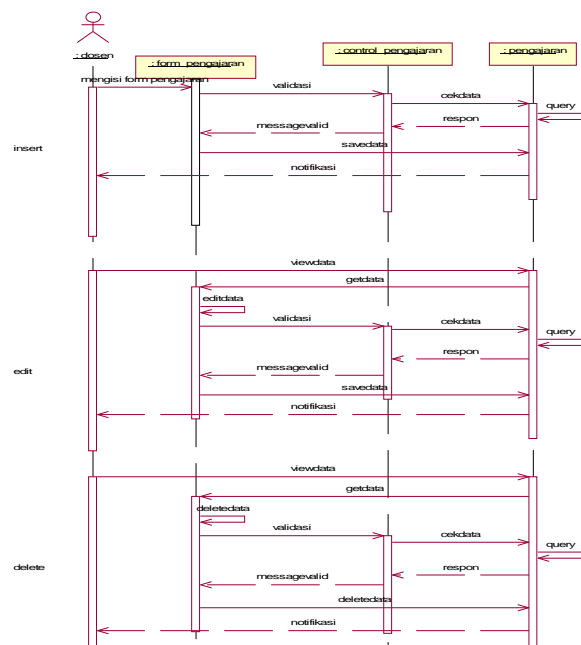 : dosen
: form_pengajaran
: control_pengajaran
: pengajaran
mengisi form pengajaran
validasi
cekdata
query
messagevalid
respon
insert
savedata
notifikasi
viewdata
getdata
editdata
validasi
cekdata
query
respon
edit
messagevalid
savedata
notifikasi
viewdata
getdata
deletedata
validasi
cekdata
query
delete
messagevalid
respon
deletedata
notifikasi